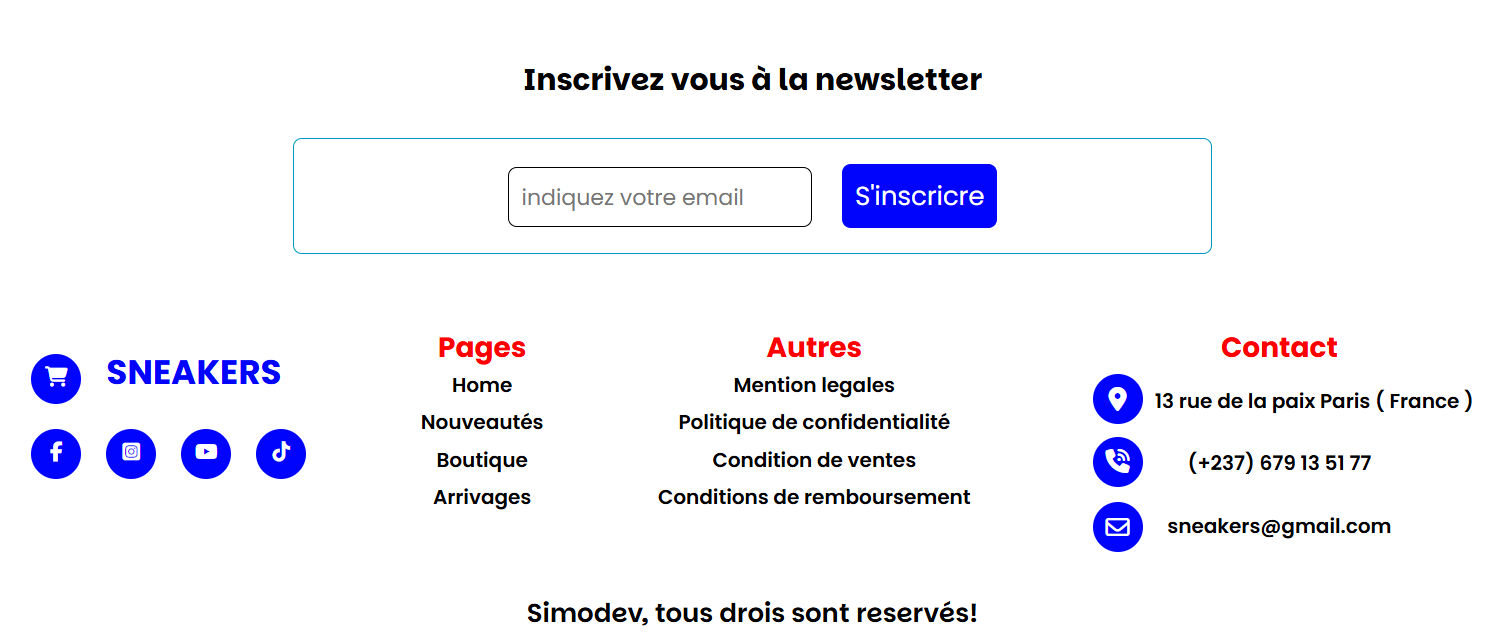 Inscrivez vous à la newsletter
indiquez votre email
S'inscricre
SNEAKERS
Pages
Home
Nouveautés
Boutique
Arrivages
Autres
Mention legales
Politique de confidentialité
Condition de ventes
Conditions de remboursement
Contact
13 rue de la paix Paris ( France )
(+237) 679 13 51 77
sneakers@gmail.com
Simodev, tous drois sont reservés!